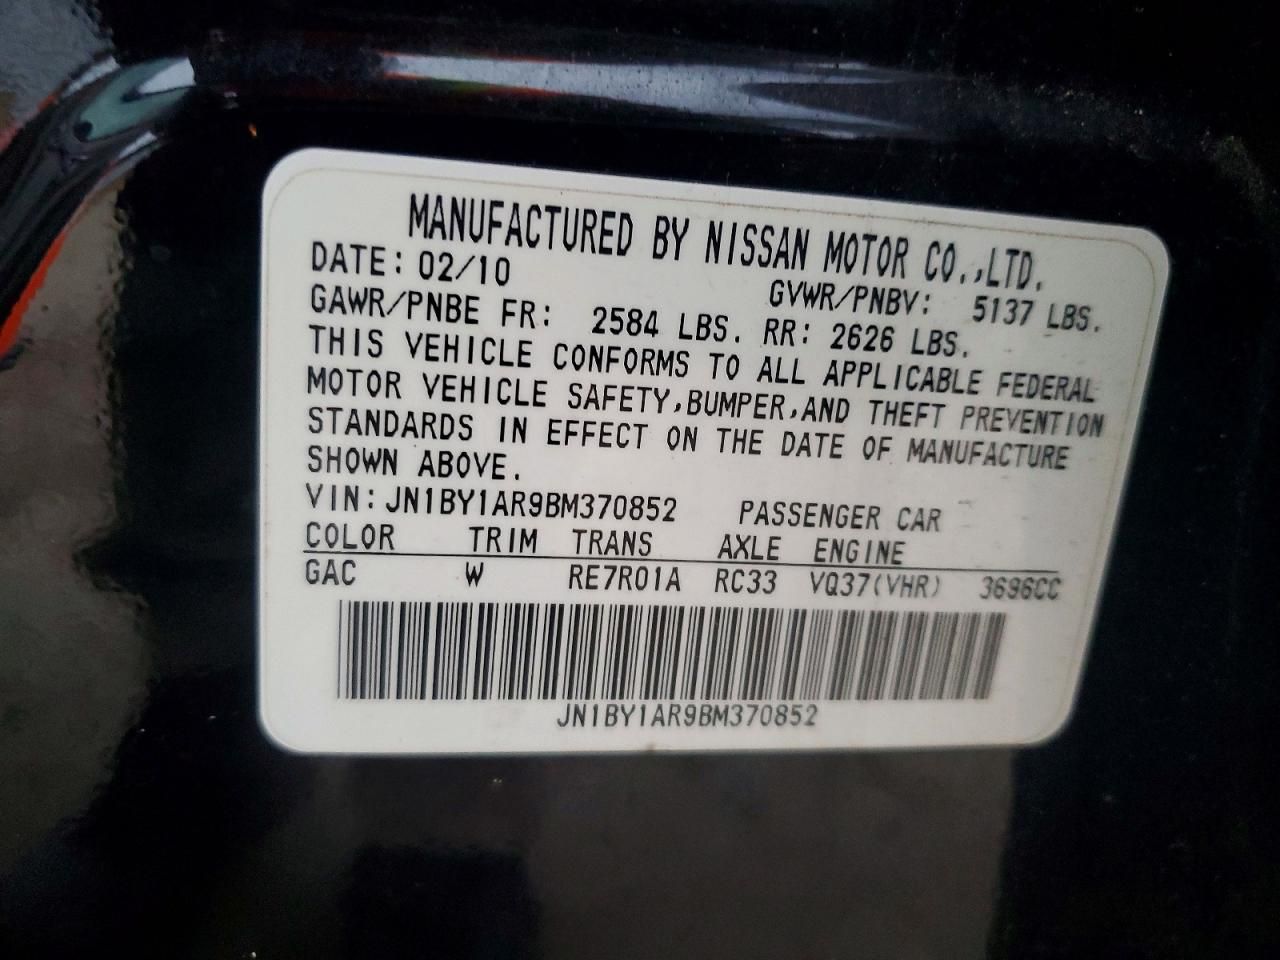 MANUFACTURED BY NISSAN MOTOR CO.,LTD.
DATE: 02/10 GVWR/PNBV: 5137 LBS.
GAWR/PNBE FR: 2584 LBS. RR: 2626 LBS.
THIS VEHICLE CONFORMS TO ALL APPLICABLE FEDERAL
MOTOR VEHICLE SAFETY,BUMPER,AND THEFT PREVENTION
STANDARDS IN EFFECT ON THE DATE OF MANUFACTURE
SHOWN ABOVE.
VIN: JN1BY1AR9BM370852 PASSENGER CAR
COLOR TRIM TRANS AXLE ENGINE
GAC W RE7R01A RC33 VQ37(VHR) 3696CC
JN1BY1AR9BM370852